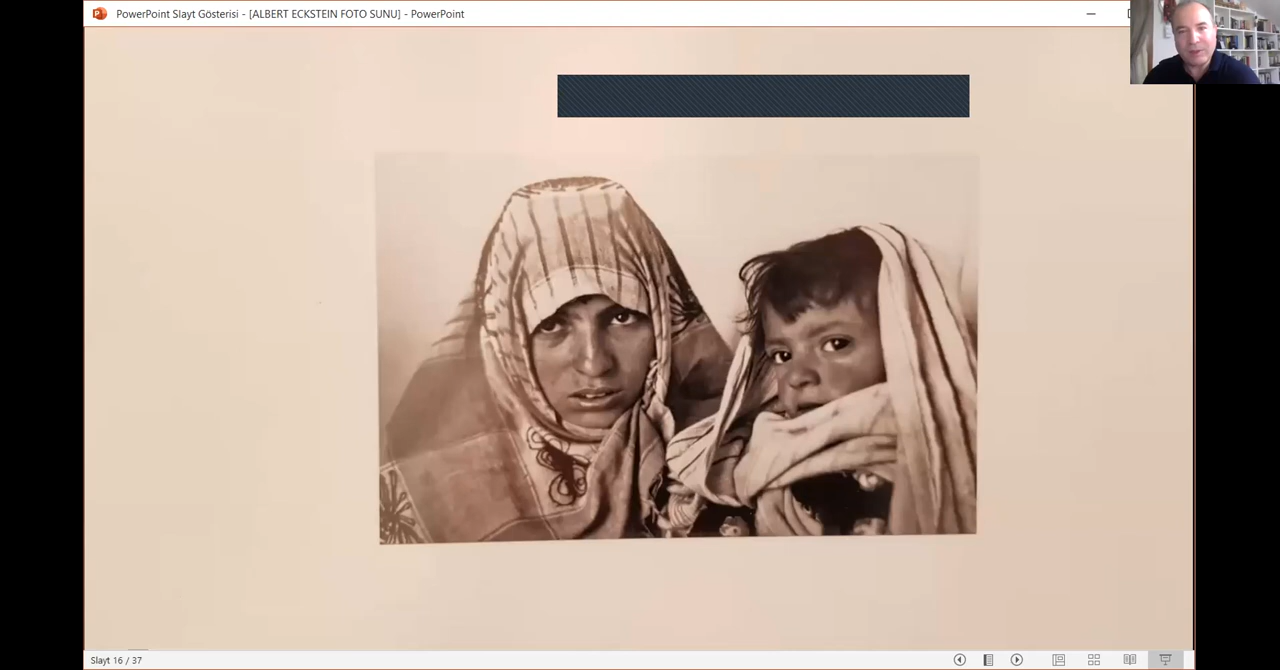 PowerPoint Slayt Gösterisi - [ALBERT ECKSTEIN FOTO SUNU] - PowerPoint
Slayt 16 / 37